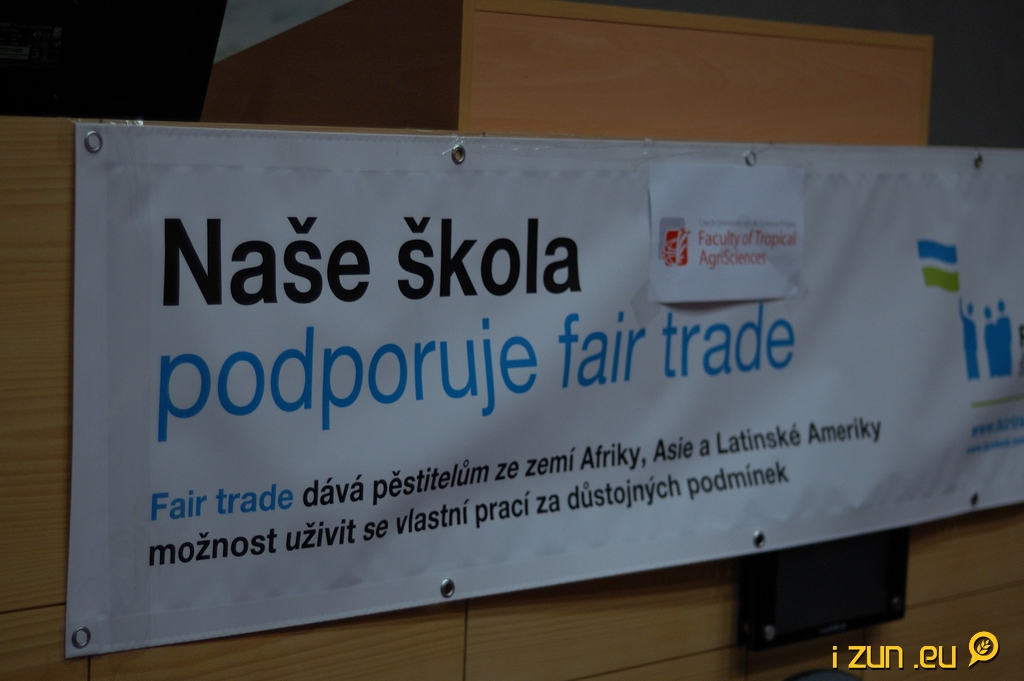 Naše škola
podporuje fair trade
Fair trade dává pěstitelům ze zemí Afriky, Asie a Latinské Ameriky
možnost uživit se vlastní prací za důstojných podmínek
Faculty of Tropical
AgriSciences
i zun .eu